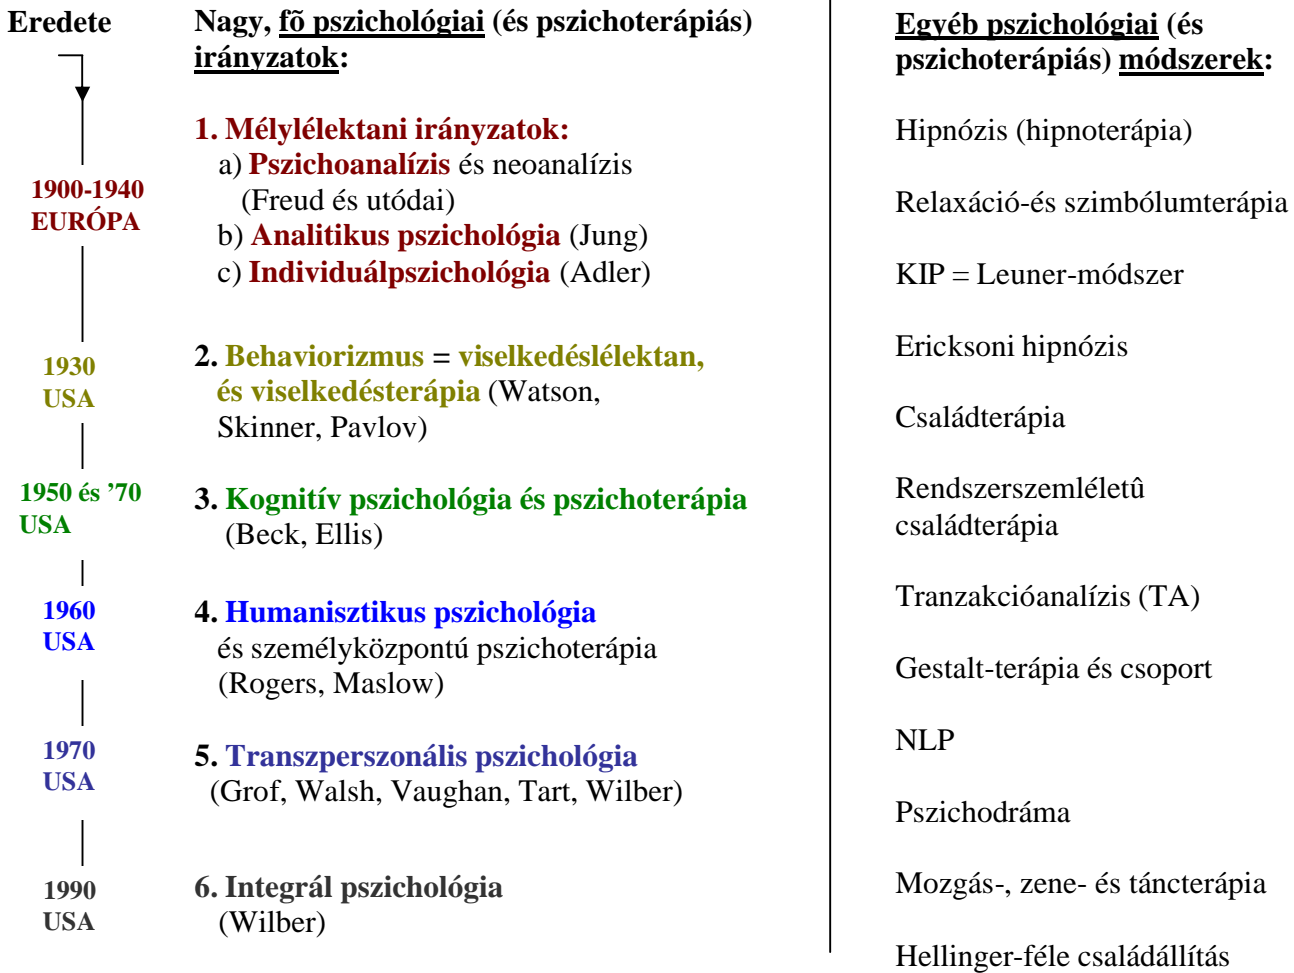 Eredete
1900-1940
EURÓPA
1930
USA
1950 és ’70
USA
1960
USA
1970
USA
1990
USA
Nagy, fõ pszichológiai (és pszichoterápiás)
irányzatok:
1. Mélylélektani irányzatok:
a) Pszichoanalízis és neoanalízis
(Freud és utódai)
b) Analitikus pszichológia (Jung)
c) Individuálpszichológia (Adler)
2. Behaviorizmus = viselkedéslélektan,
és viselkedésterápia (Watson,
Skinner, Pavlov)
3. Kognitív pszichológia és pszichoterápia
(Beck, Ellis)
4. Humanisztikus pszichológia
és személyközpontú pszichoterápia
(Rogers, Maslow)
5. Transzperszonális pszichológia
(Grof, Walsh, Vaughan, Tart, Wilber)
6. Integrál pszichológia
(Wilber)
Egyéb pszichológiai (és
pszichoterápiás) módszerek:
Hipnózis (hipnoterápia)
Relaxáció-és szimbólumterápia
KIP = Leuner-módszer
Ericksoni hipnózis
Családterápia
Rendszerszemléletû
családterápia
Tranzakcióanalízis (TA)
Gestalt-terápia és csoport
NLP
Pszichodráma
Mozgás-, zene- és táncterápia
Hellinger-féle családállítás